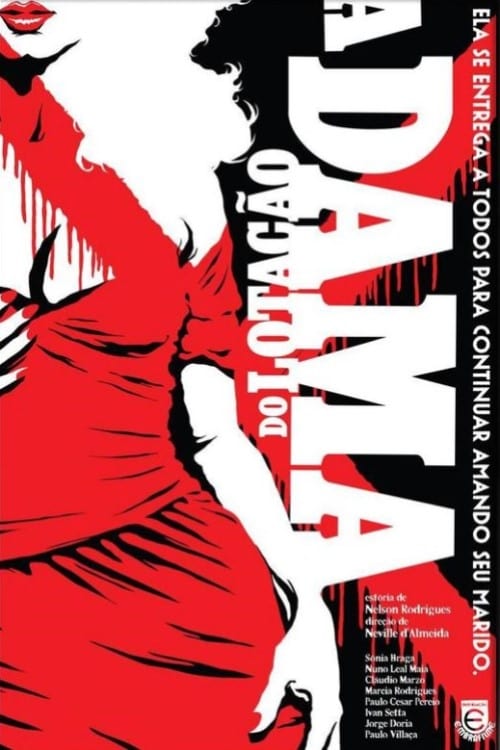 A DAMA
DO LOTAÇÃO
ELA SE ENTREGA A TODOS PARA CONTINUAR AMANDO SEU MARIDO.
estória de
Nelson Rodrigues
direção de
Neville d'Almeida
Sônia Braga
Nuno Leal Maia
Claudio Marzo
Marcia Rodrigues
Paulo Cesar Pereio
Ivan Setta
Jorge Doria
Paulo Villaça
EMBRAFILME